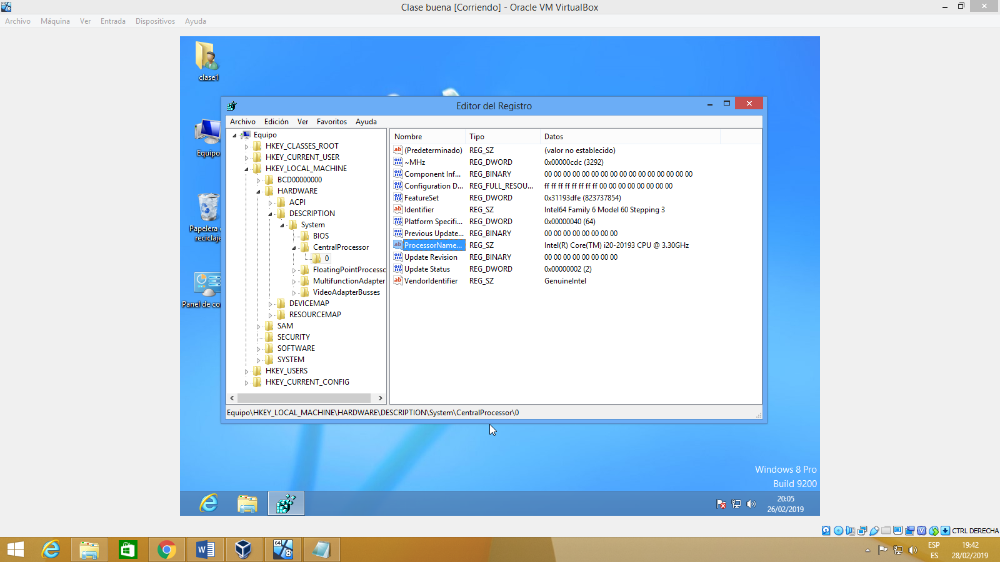 Clase buena [Corriendo] - Oracle VM VirtualBox
Archivo Máquina Ver Entrada Dispositivos Ayuda
clase1
Equipo
Papelera
reciclaje
Panel de co
Editor del Registro
Archivo Edición Ver Favoritos Ayuda
Equipo
HKEY_CLASSES_ROOT
HKEY_CURRENT_USER
HKEY_LOCAL_MACHINE
BCD00000000
HARDWARE
ACPI
DESCRIPTION
System
BIOS
CentralProcessor
0
FloatingPointProcesso
MultifunctionAdapter
VideoAdapterBusses
DEVICEMAP
RESOURCEMAP
SAM
SECURITY
SOFTWARE
SYSTEM
HKEY_USERS
HKEY_CURRENT_CONFIG
Nombre Tipo Datos
(Predeterminado) REG_SZ (valor no establecido)
~MHz REG_DWORD 0x00000cdc (3292)
Component Inf... REG_BINARY 00 00 00 00 00 00 00 00 00 00 00 00 00 00 00 00
Configuration D... REG_FULL_RESOU... ff ff ff ff ff ff ff ff 00 00 00 00 00 00 00 00
FeatureSet REG_DWORD 0x31193dfe (823737854)
Identifier REG_SZ Intel64 Family 6 Model 60 Stepping 3
Platform Specifi... REG_DWORD 0x00000040 (64)
Previous Update... REG_BINARY 00 00 00 00 00 00 00 00
ProcessorName... REG_SZ Intel(R) Core(TM) i20-20193 CPU @ 3.30GHz
Update Revision REG_BINARY 00 00 00 00 00 00 00 00
Update Status REG_DWORD 0x00000002 (2)
VendorIdentifier REG_SZ GenuineIntel
Equipo\HKEY_LOCAL_MACHINE\HARDWARE\DESCRIPTION\System\CentralProcessor\0
Windows 8 Pro
Build 9200
20:05
26/02/2019
CTRL DERECHA
ESP
ES
19:42
28/02/2019